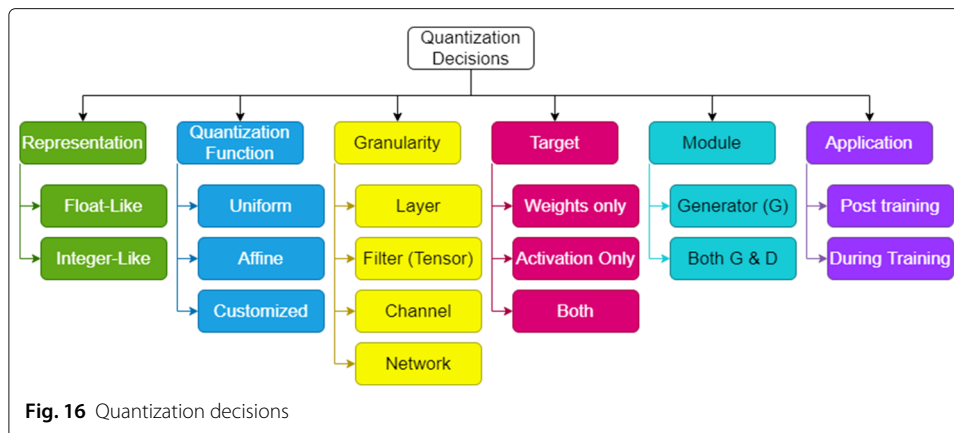 Quantization
Decisions
Representation
Quantization
Function
Granularity
Target
Module
Application
Float-Like
Uniform
Layer
Weights only
Generator (G)
Post training
Integer-Like
Affine
Filter (Tensor)
Activation Only
Both G & D
During Training
Customized
Channel
Both
Network
Fig. 16 Quantization decisions